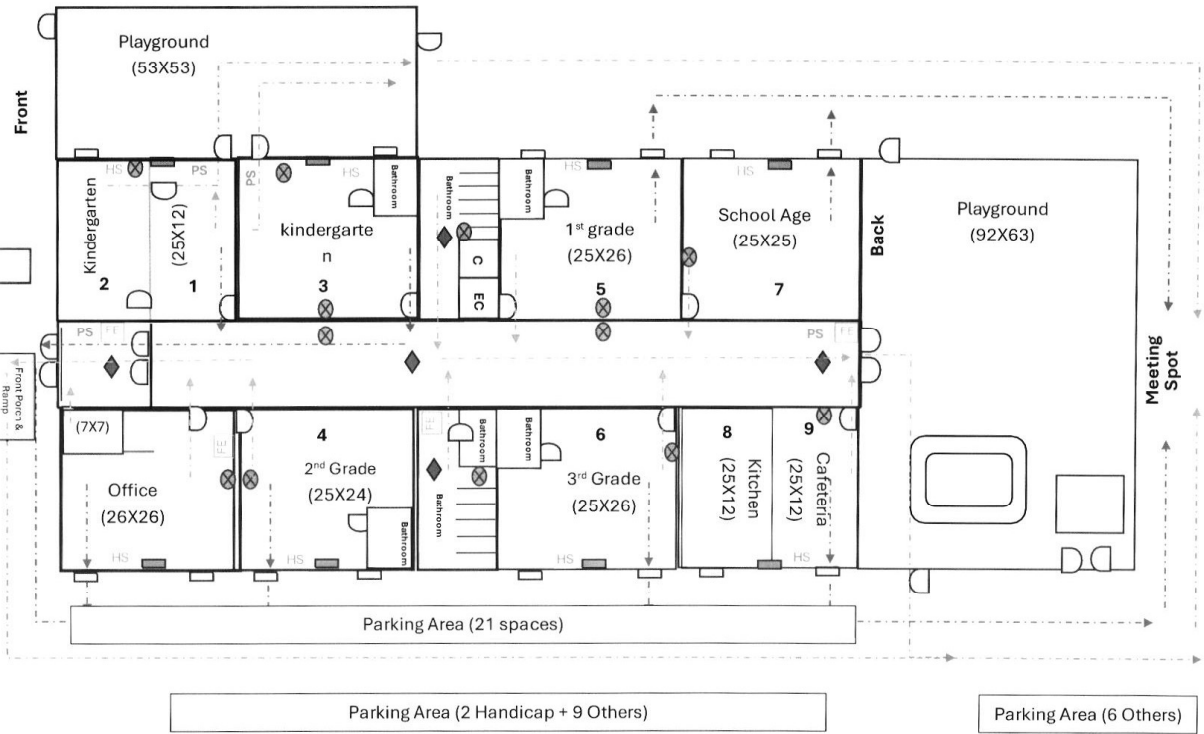 Playground
(53X53)
Front
HS
PS
PS
HS
Bathroom
Bathroom
Bathroom
HS
HS
Kindergarten
2
(25X12)
1
kindergarte
n
3
C
EC
1st grade
(25X26)
5
School Age
(25X25)
7
Back
Playground
(92X63)
PS
FE
PS
FE
Meeting
Spot
Front Porch &
Ramp
(7X7)
FE
Office
(26X26)
HS
4
2nd Grade
(25X24)
HS
Bathroom
FE
Bathroom
Bathroom
Bathroom
6
3rd Grade
(25X26)
HS
8
Kitchen
(25X12)
9
Cafeteria
(25X12)
HS
Parking Area (21 spaces)
Parking Area (2 Handicap + 9 Others)
Parking Area (6 Others)